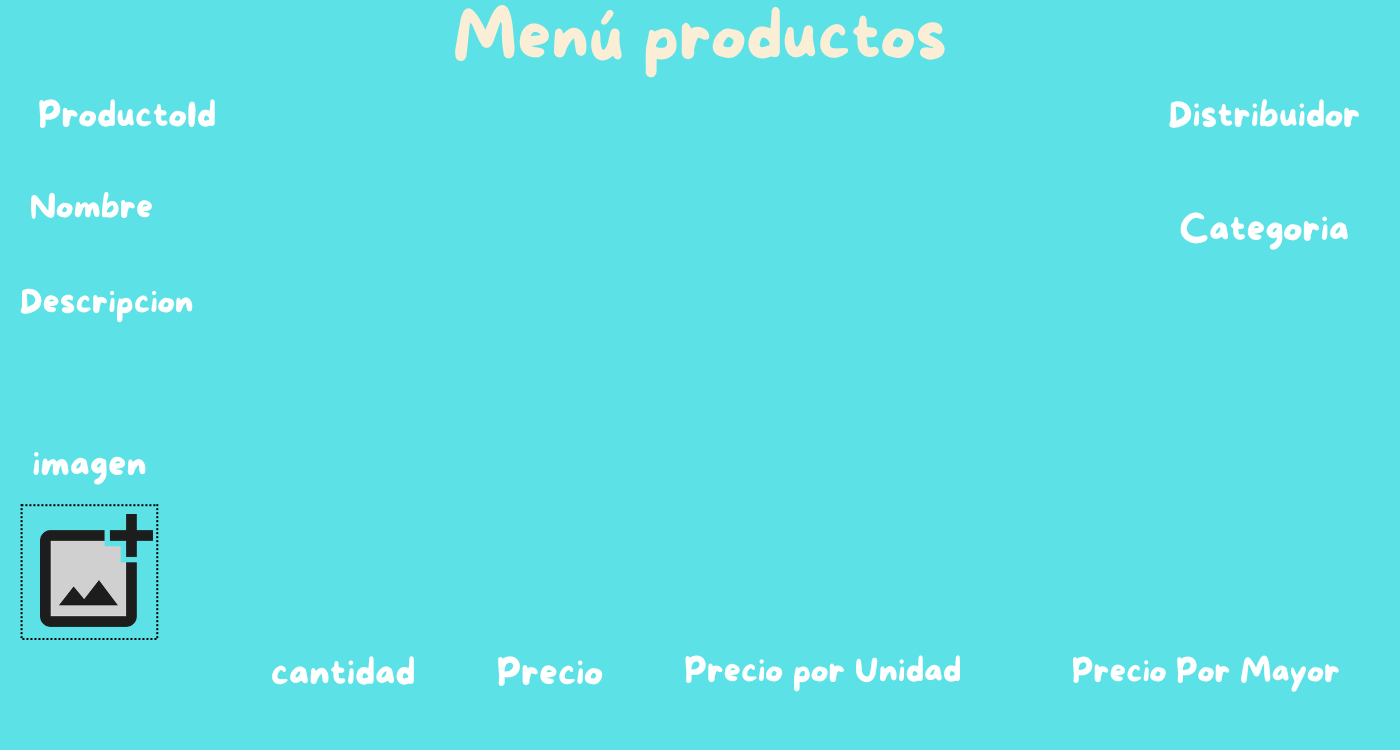 Menú productos
ProductoId
Distribuidor
Nombre
Categoria
Descripcion
imagen
cantidad
Precio
Precio por Unidad
Precio Por Mayor